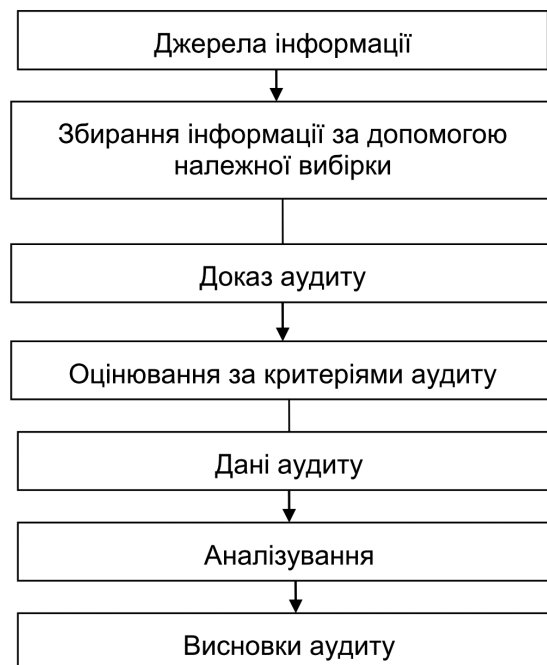 Джерела інформації
Збирання інформації за допомогою
належної вибірки
Доказ аудиту
Оцінювання за критеріями аудиту
Дані аудиту
Аналізування
Висновки аудиту